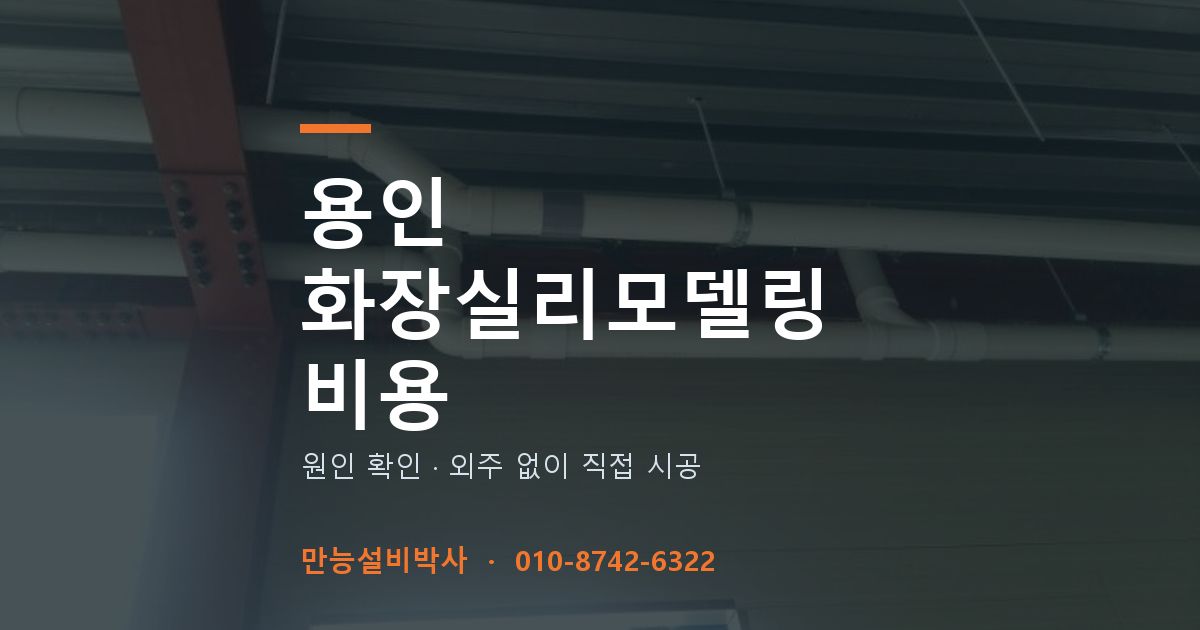 용인
화장실리모델링
비용
원인 확인 · 외주 없이 직접 시공
만능설비박사 · 010-8742-6322